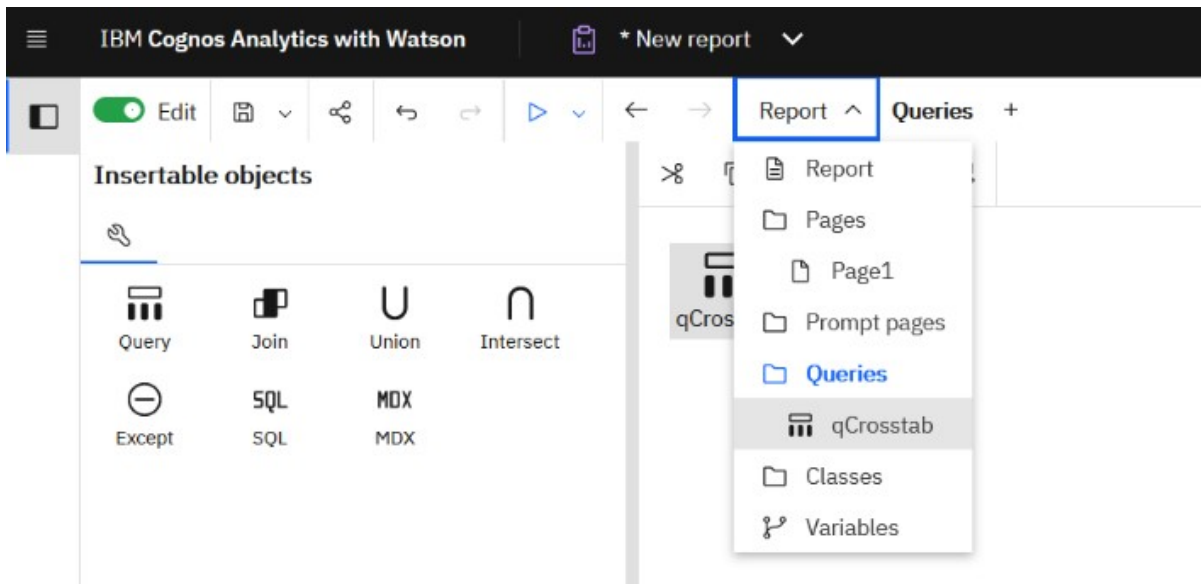 IBM Cognos Analytics with Watson
* New report
Edit
Report
Queries
+
Insertable objects
Report
Pages
Page1
Prompt pages
Queries
qCrosstab
Classes
Variables
Query
Join
Union
Intersect
SQL
MDX
Except
SQL
MDX
qCros